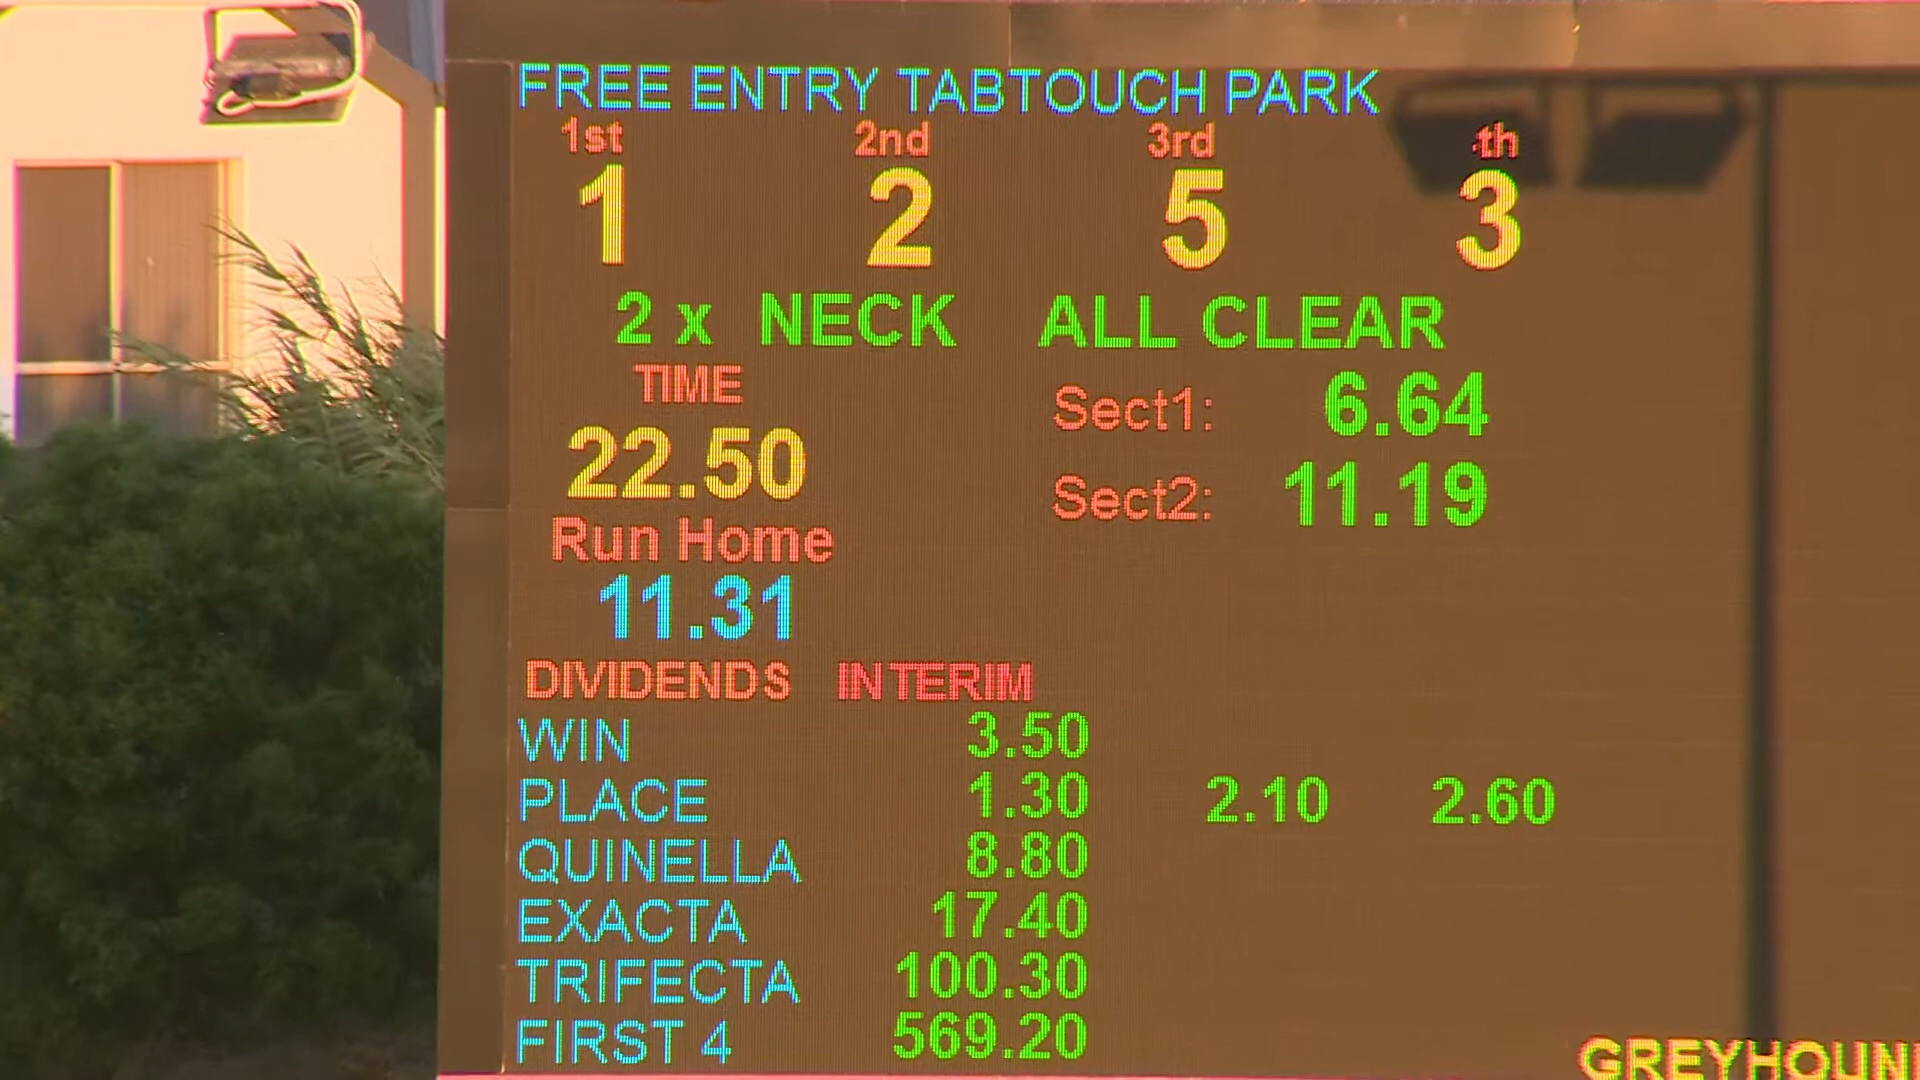 FREE ENTRY TABTOUCH PARK
1st 2nd 3rd th
1 2 5 3
2 x NECK ALL CLEAR
TIME Sect1: 6.64
22.50 Sect2: 11.19
Run Home
11.31
DIVIDENDS INTERIM
WIN 3.50
PLACE 1.30 2.10 2.60
QUINELLA 8.80
EXACTA 17.40
TRIFECTA 100.30
FIRST 4 569.20
GREYHOUN